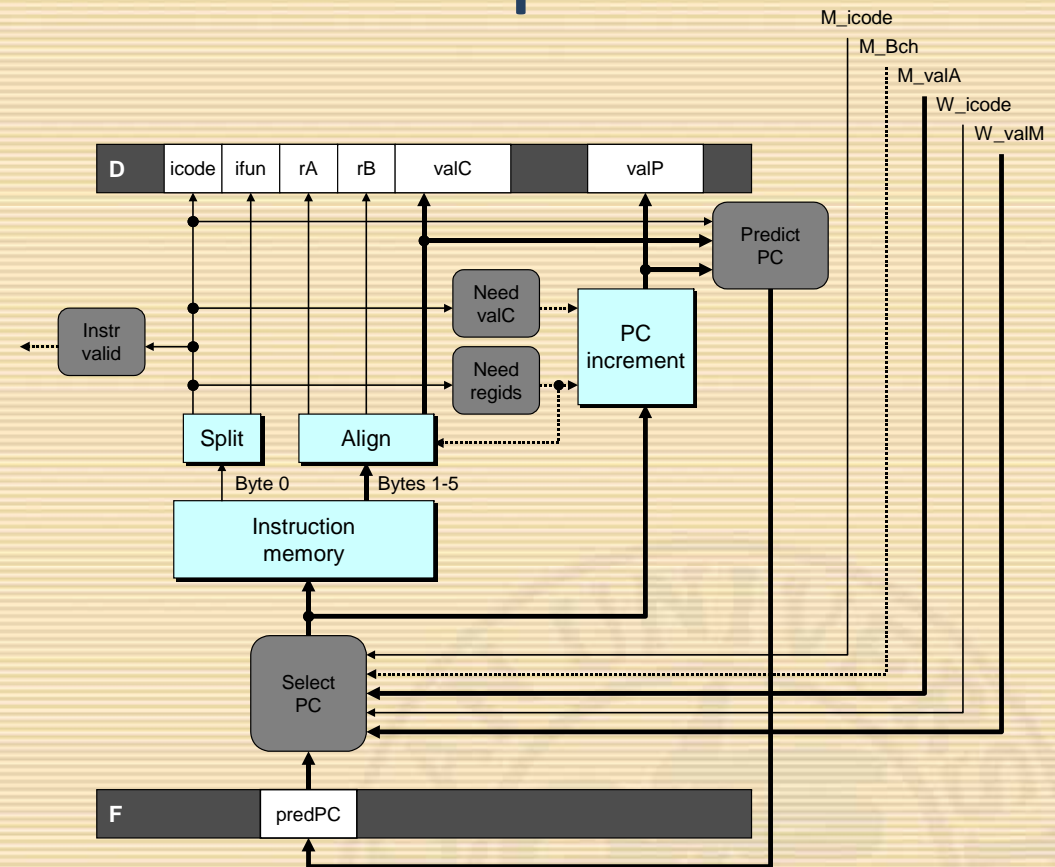 M_icode
M_Bch
M_valA
W_icode
W_valM
D icode ifun rA rB valC valP
Predict
PC
Need
valC
PC
increment
Instr
valid
Need
regids
Split
Align
Byte 0
Bytes 1-5
Instruction
memory
Select
PC
F predPC